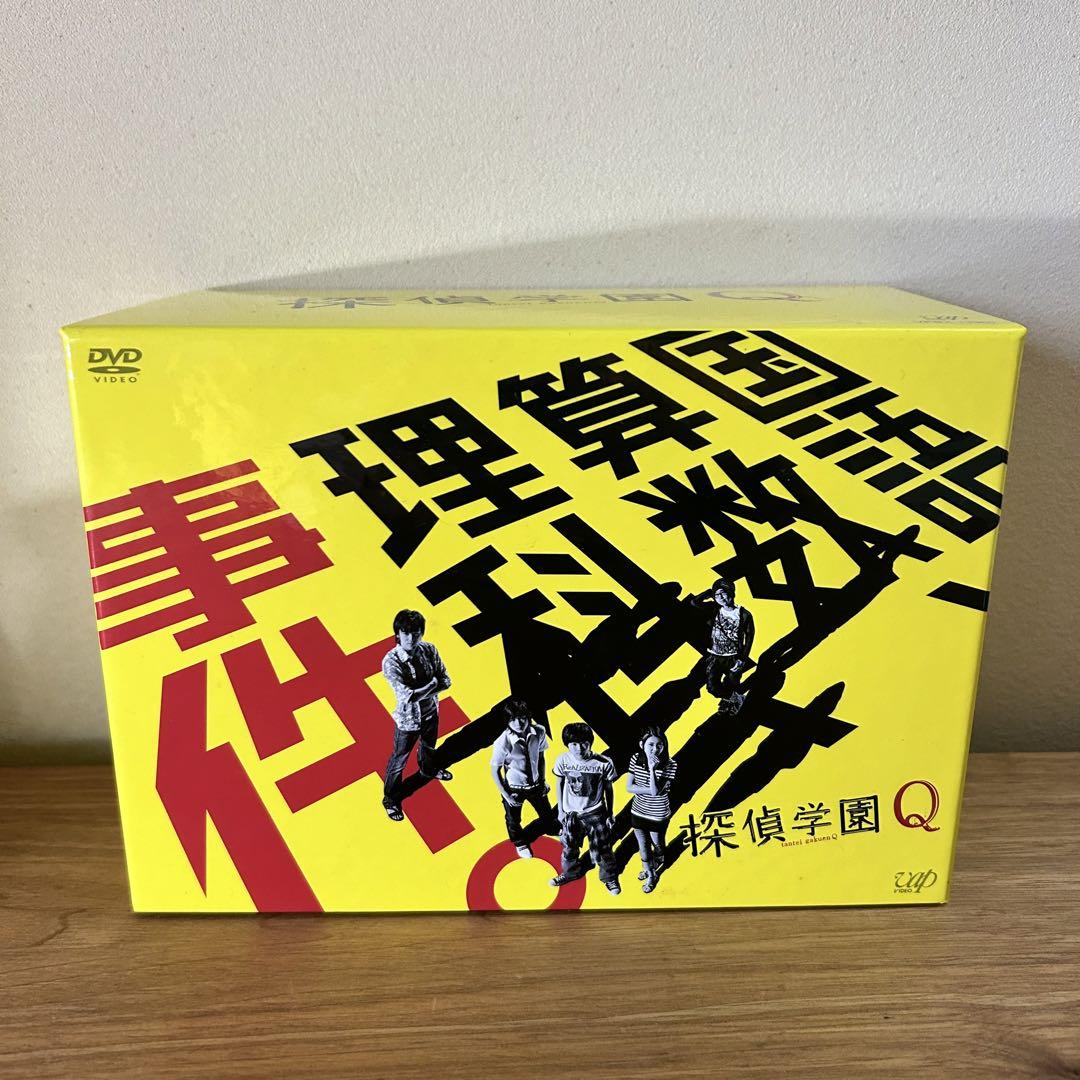 探偵学園Q
vap
DVD
VIDEO
国語、
算数、
理科、
事件。
探偵学園Q
tantei gakuen Q
vap
VIDEO